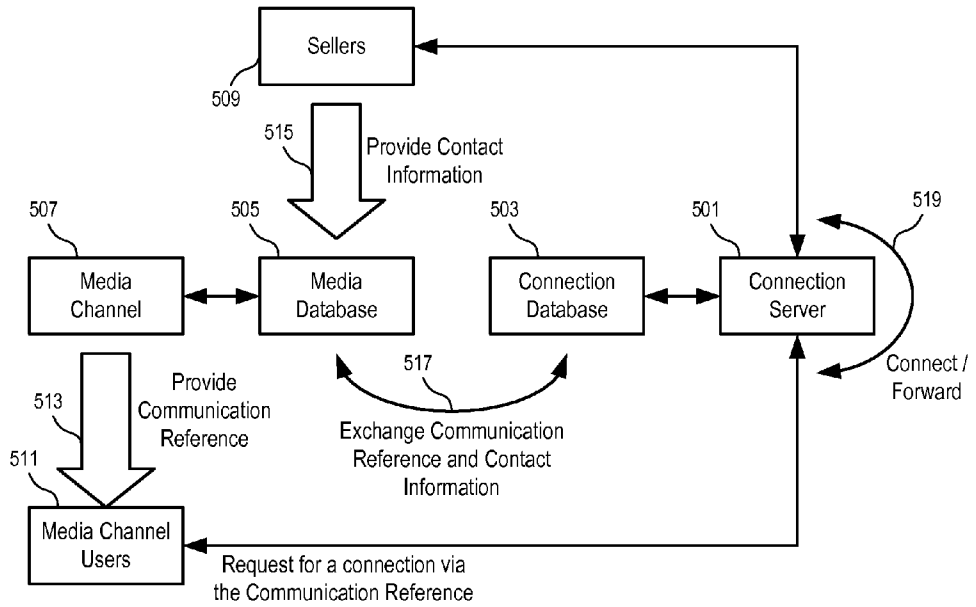 Sellers
509
515
Provide Contact
Information
507
505
503
501
519
Media
Channel
Media
Database
Connection
Database
Connection
Server
517
Connect /
Forward
Provide
Communication
Reference
513
Exchange Communication
Reference and Contact
Information
511
Media Channel
Users
Request for a connection via
the Communication Reference